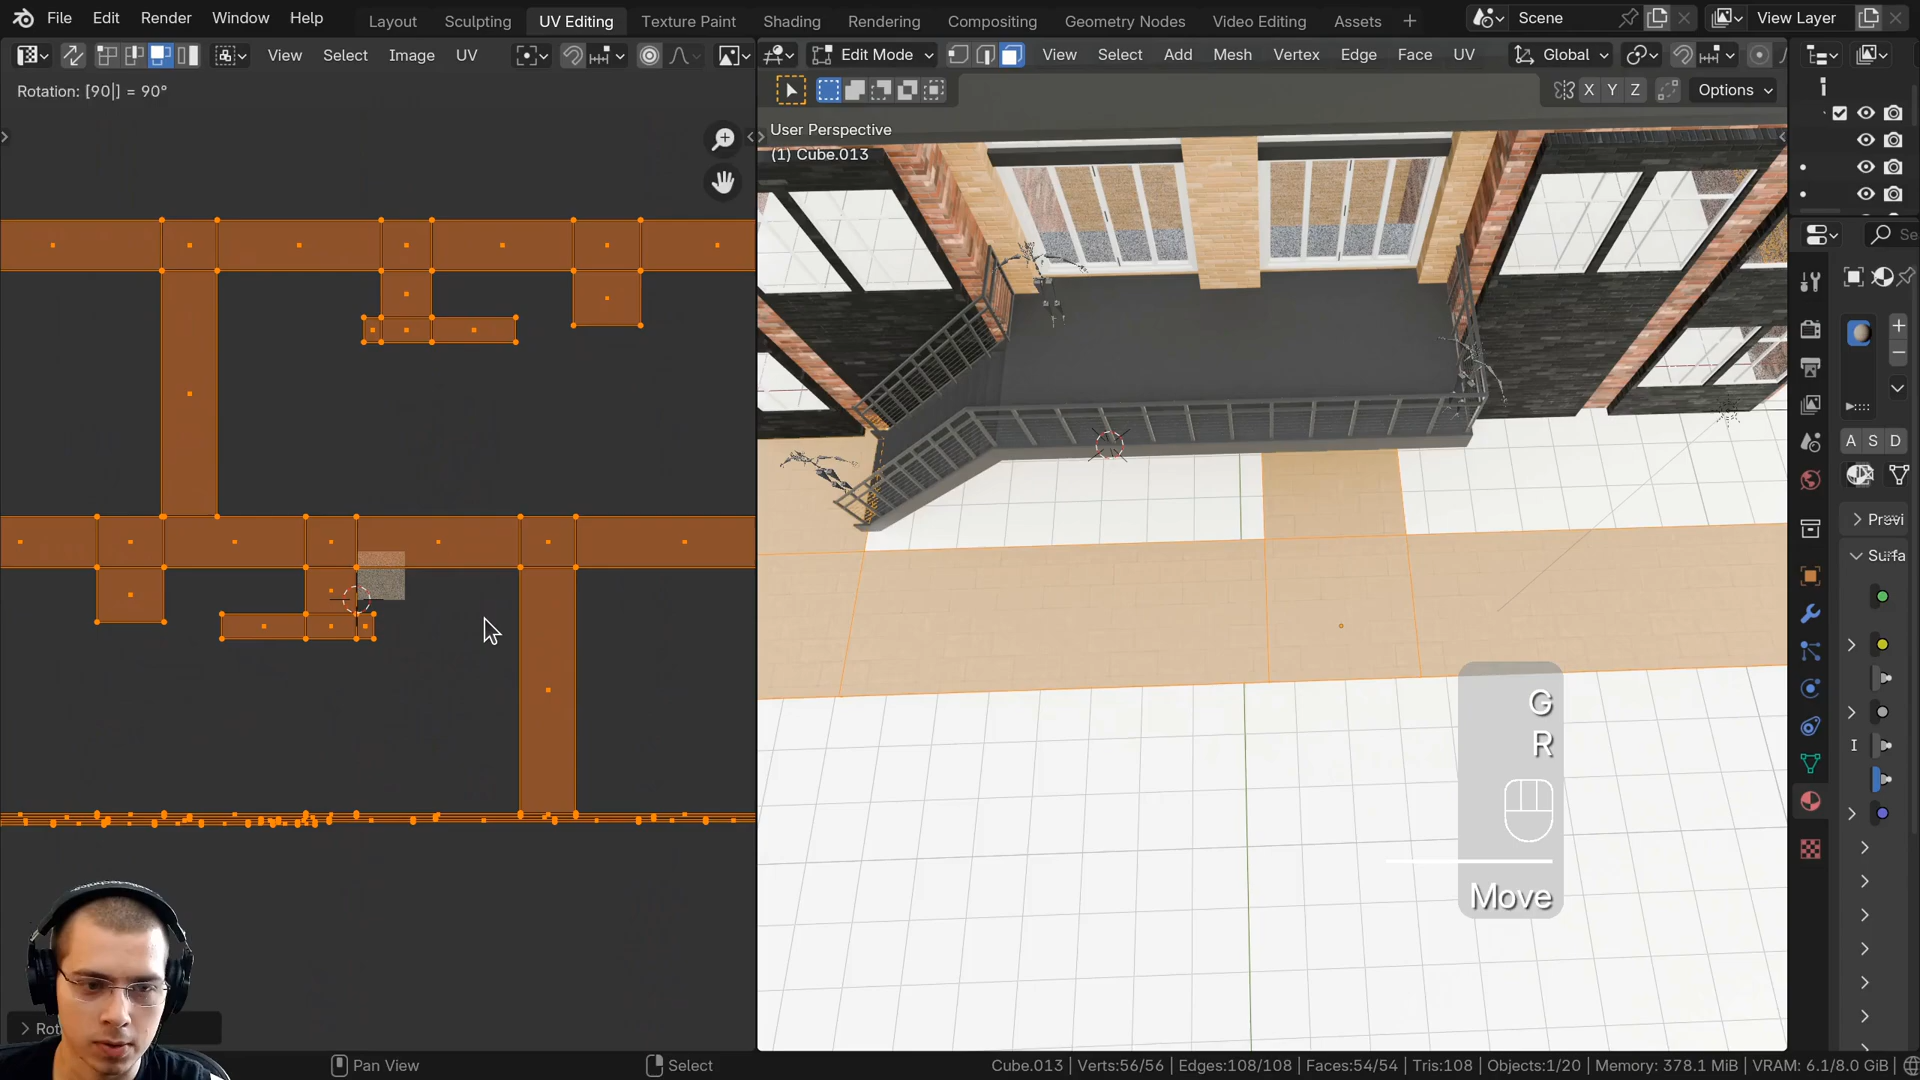 File Edit Render Window Help
Layout Sculpting UV Editing Texture Paint Shading Rendering Compositing Geometry Nodes Video Editing Assets
Scene
View Layer
View Select Image UV
Edit Mode
View Select Add Mesh Vertex Edge Face UV
Global
Rotation: [90|] = 90°
X Y Z
Options
User Perspective
(1) Cube.013
A S D
G
R
Move
Pan View
Select
Cube.013 | Verts:56/56 | Edges:108/108 | Faces:54/54 | Tris:108 | Objects:1/20 | Memory: 378.1 MiB | VRAM: 6.1/8.0 GiB